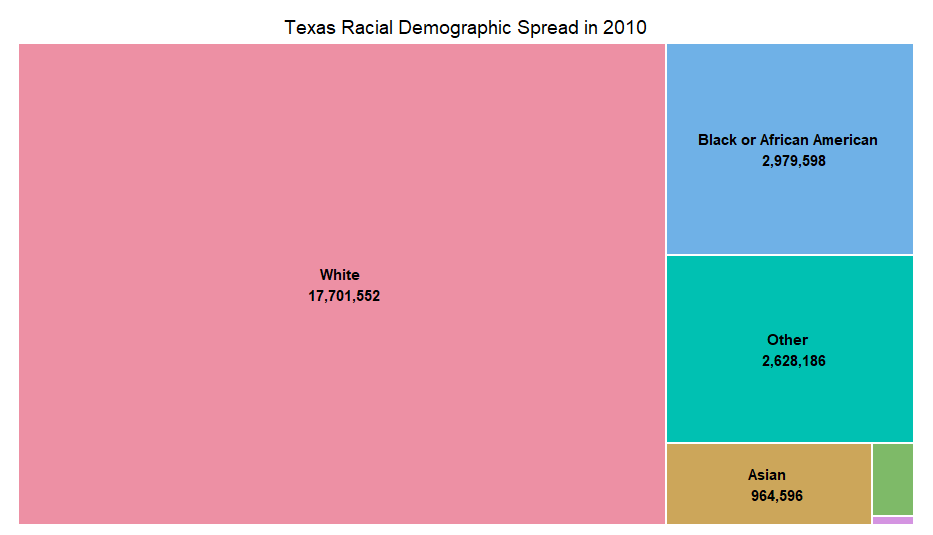 Texas Racial Demographic Spread in 2010
Black or African American
2,979,598
White
17,701,552
Other
2,628,186
Asian
964,596